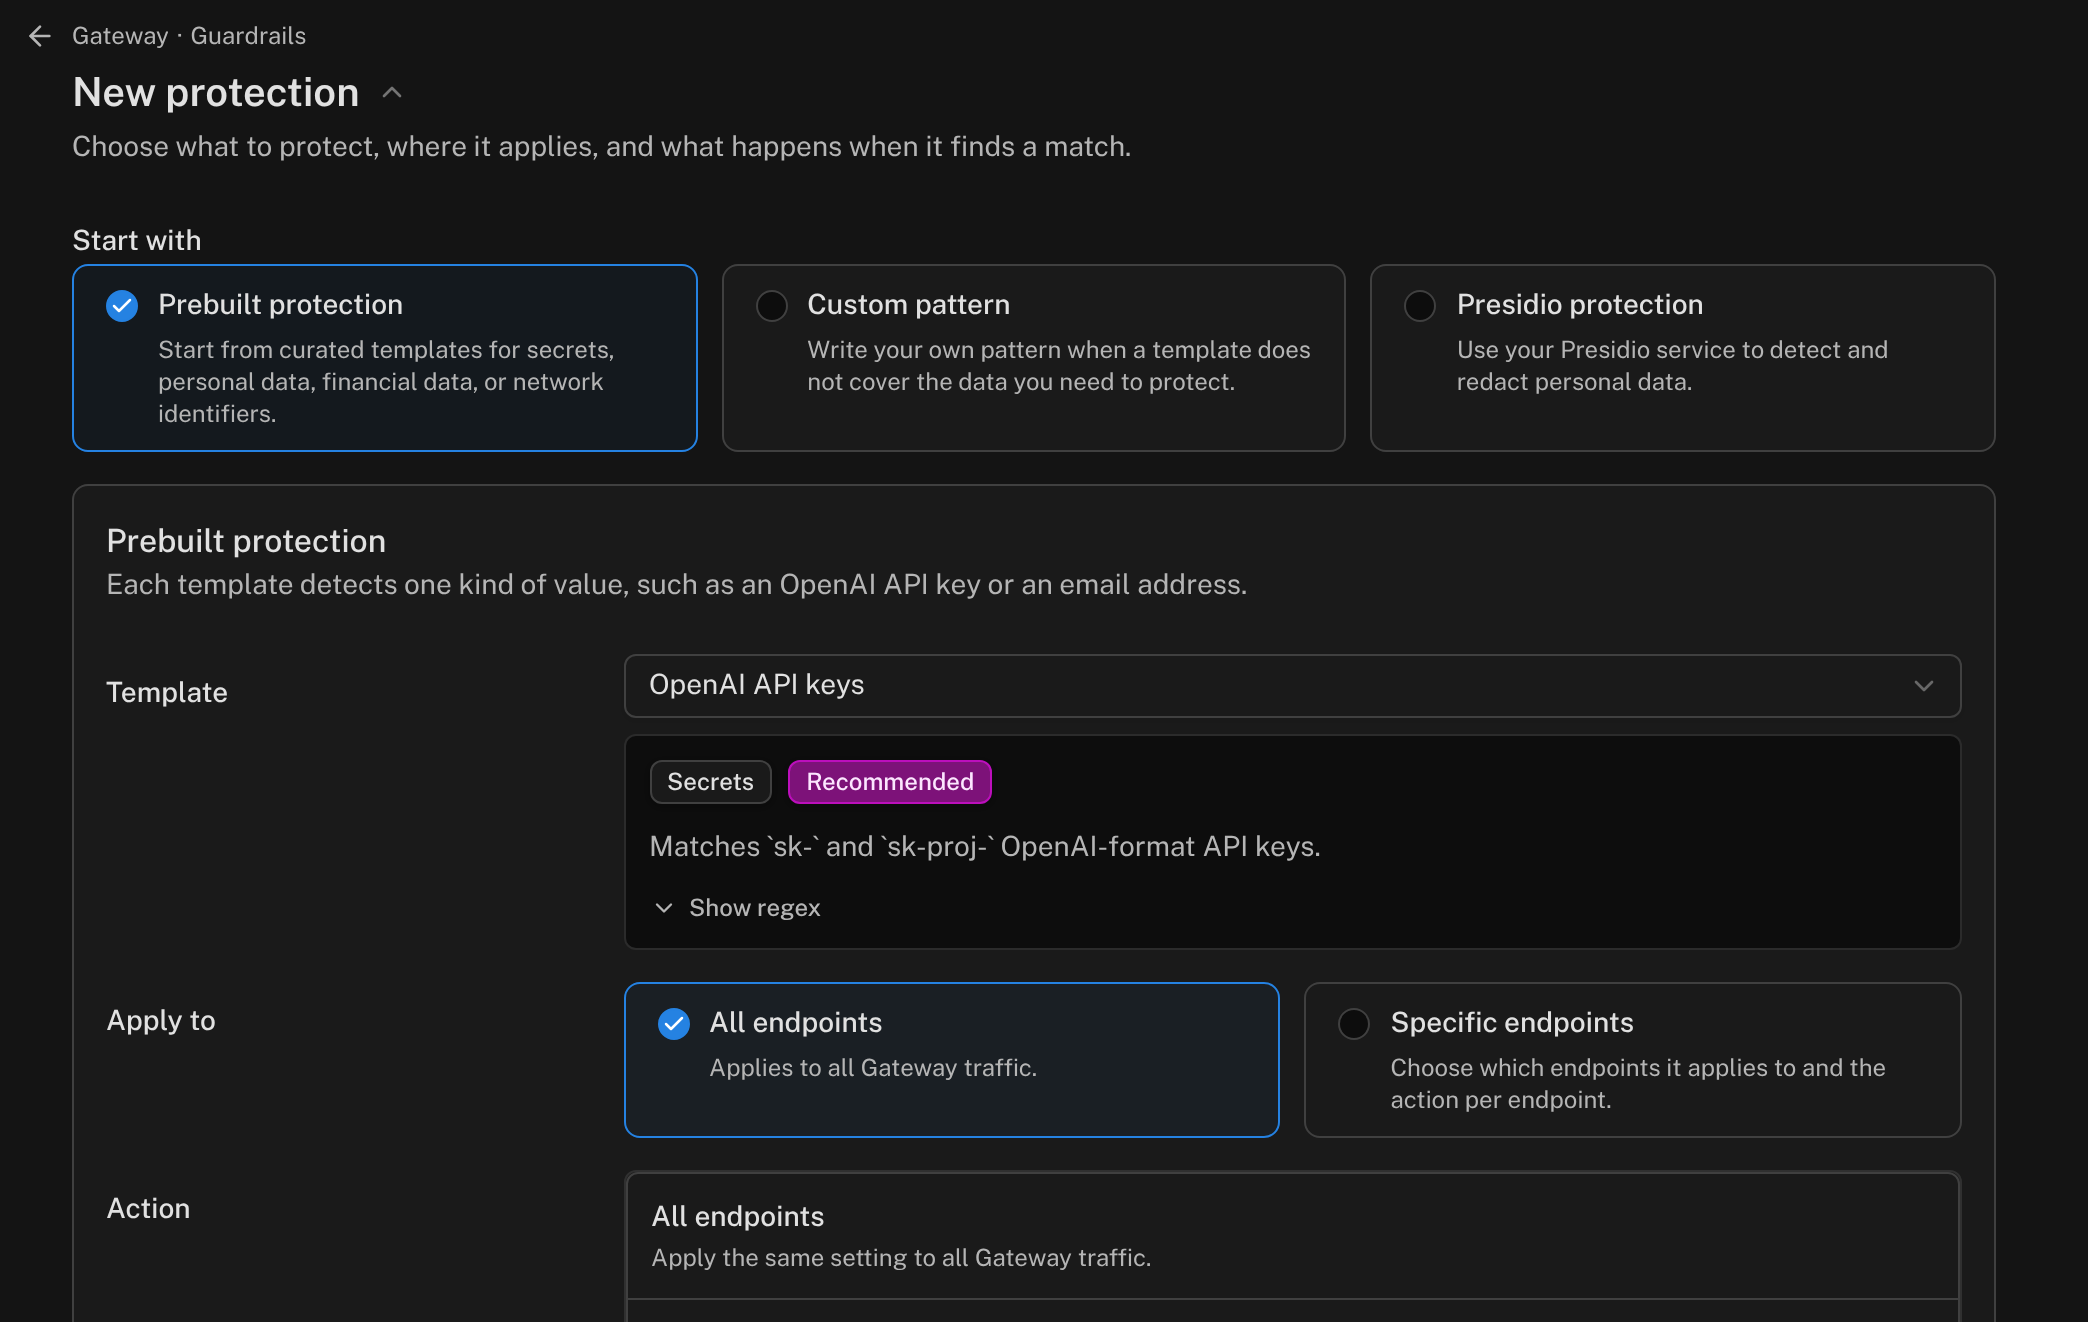 Gateway · Guardrails
New protection
Choose what to protect, where it applies, and what happens when it finds a match.
Start with
Prebuilt protection
Start from curated templates for secrets,
personal data, financial data, or network
identifiers.
Custom pattern
Write your own pattern when a template does
not cover the data you need to protect.
Presidio protection
Use your Presidio service to detect and
redact personal data.
Prebuilt protection
Each template detects one kind of value, such as an OpenAI API key or an email address.
Template
OpenAI API keys
Secrets
Recommended
Matches `sk-` and `sk-proj-` OpenAI-format API keys.
Show regex
Apply to
All endpoints
Applies to all Gateway traffic.
Specific endpoints
Choose which endpoints it applies to and the
action per endpoint.
Action
All endpoints
Apply the same setting to all Gateway traffic.